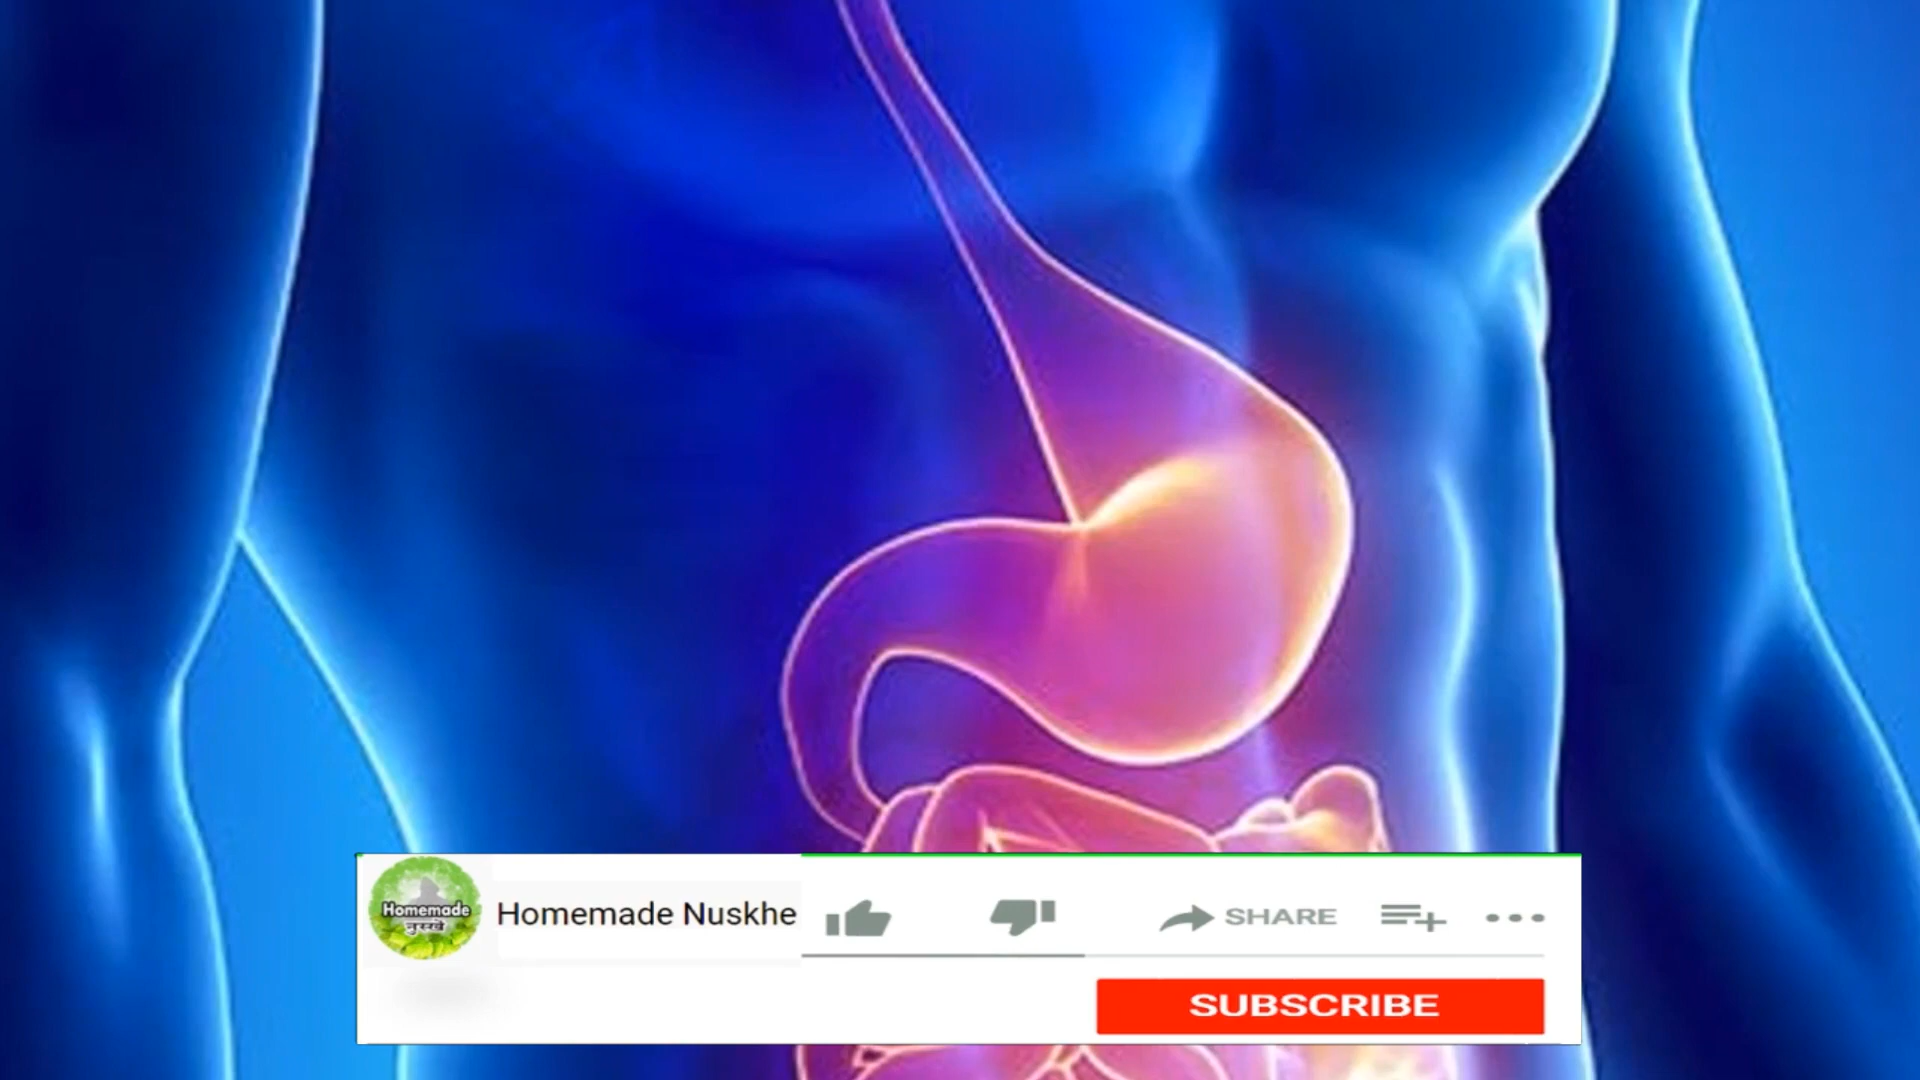 Homemade
नुस्खे
Homemade Nuskhe
SHARE
SUBSCRIBE